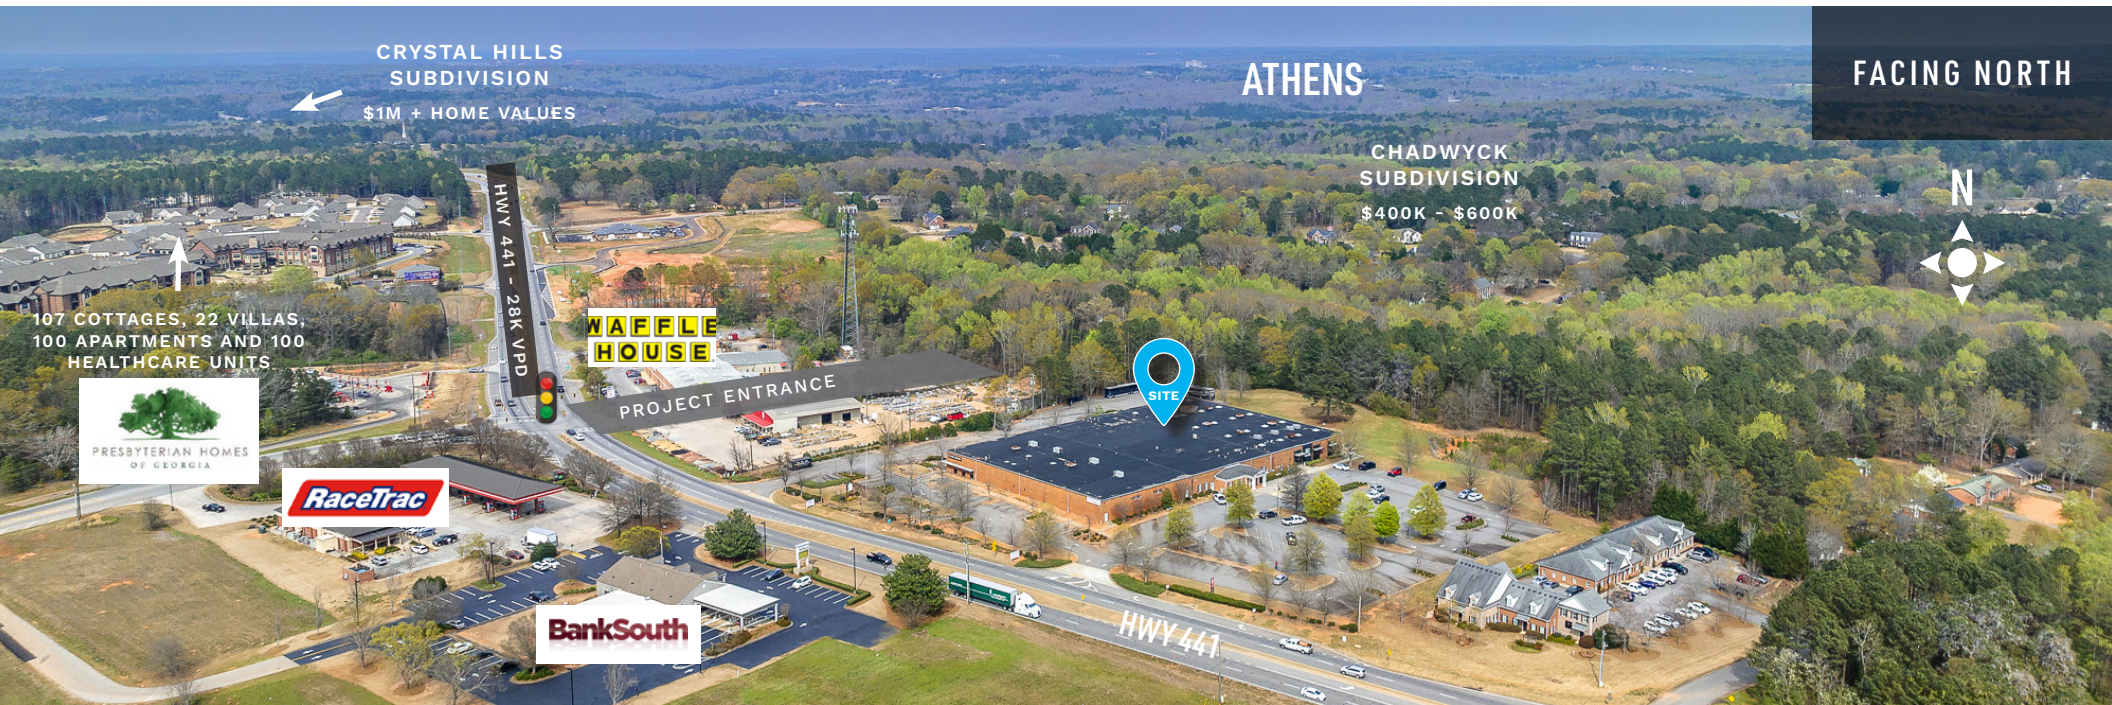 CRYSTAL HILLS
SUBDIVISION
$1M + HOME VALUES
ATHENS
FACING NORTH
CHADWYCK
SUBDIVISION
$400K - $600K
N
HWY 441 - 28K VPD
107 COTTAGES, 22 VILLAS,
100 APARTMENTS AND 100
HEALTHCARE UNITS
WAFFLE
HOUSE
PROJECT ENTRANCE
SITE
PRESBYTERIAN HOMES
OF GEORGIA
RaceTrac
BankSouth
HWY 441